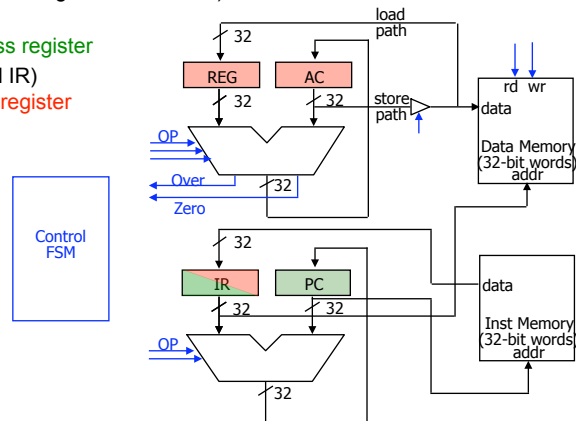 load
path
ss register
32
IR)
REG
AC
rd wr
register
32
32
store
path
data
OP
Data Memory
(32-bit words)
addr
Over
32
Zero
Control
FSM
32
IR
PC
data
32
32
Inst Memory
(32-bit words)
addr
OP
32